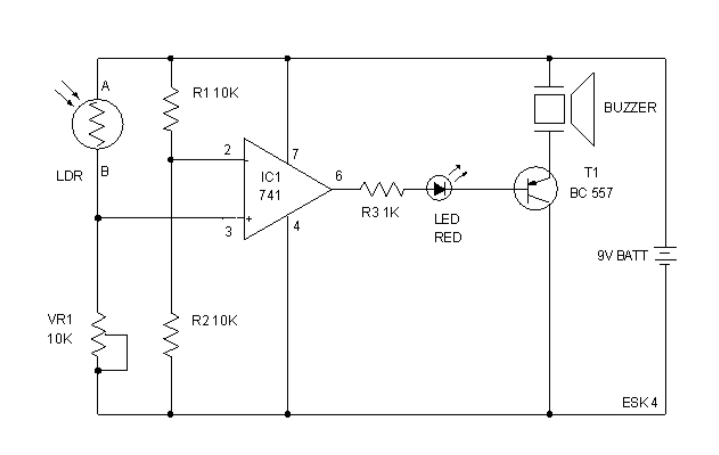 A
R1 10K
BUZZER
LDR
B
2
-
7
IC1
741
6
T1
BC 557
+
3
4
R3 1K
LED
RED
9V BATT
VR1
10K
R2 10K
ESK 4